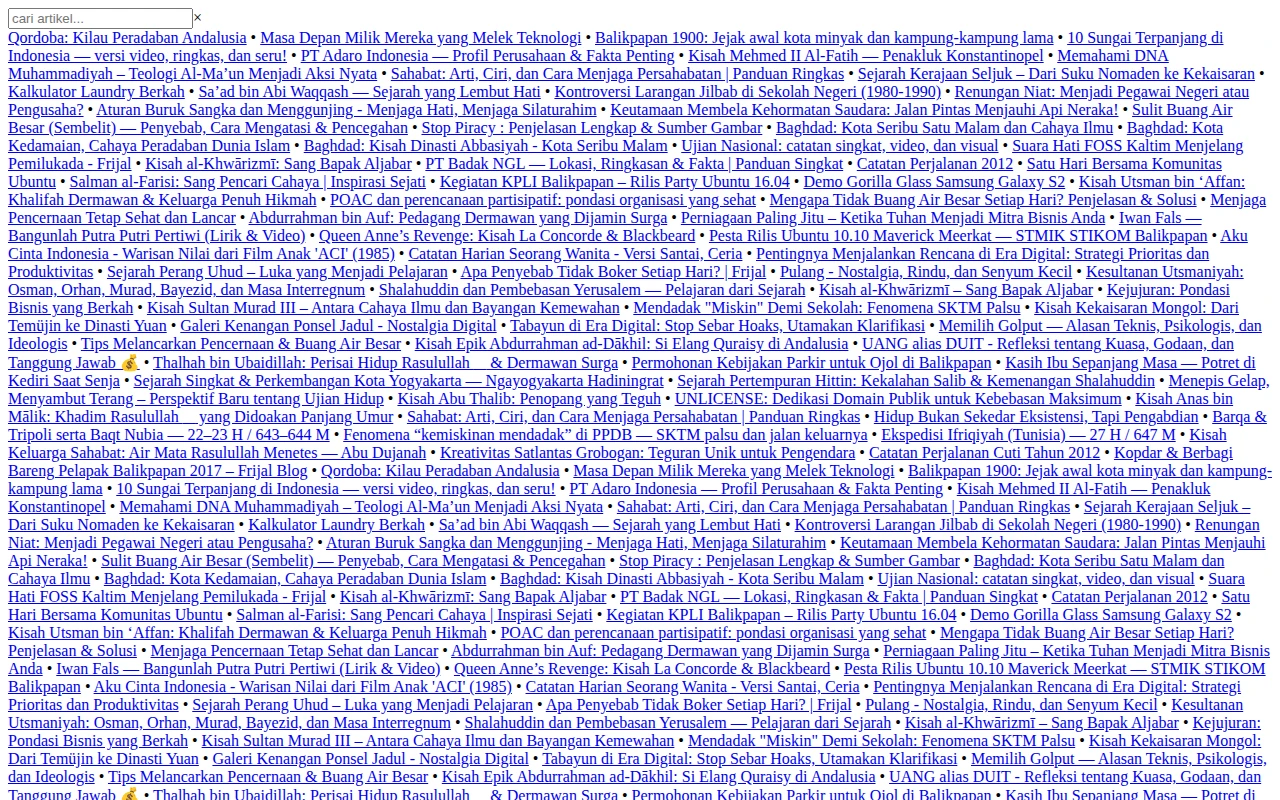 cari artikel... ×
Qordoba: Kilau Peradaban Andalusia • Masa Depan Milik Mereka yang Melek Teknologi • Balikpapan 1900: Jejak awal kota minyak dan kampung-kampung lama • 10 Sungai Terpanjang di
Indonesia — versi video, ringkas, dan seru! • PT Adaro Indonesia — Profil Perusahaan & Fakta Penting • Kisah Mehmed II Al-Fatih — Penakluk Konstantinopel • Memahami DNA
Muhammadiyah – Teologi Al-Ma’un Menjadi Aksi Nyata • Sahabat: Arti, Ciri, dan Cara Menjaga Persahabatan | Panduan Ringkas • Sejarah Kerajaan Seljuk – Dari Suku Nomaden ke Kekaisaran •
Kalkulator Laundry Berkah • Sa’ad bin Abi Waqqash — Sejarah yang Lembut Hati • Kontroversi Larangan Jilbab di Sekolah Negeri (1980-1990) • Renungan Niat: Menjadi Pegawai Negeri atau
Pengusaha? • Aturan Buruk Sangka dan Menggunjing - Menjaga Hati, Menjaga Silaturahim • Keutamaan Membela Kehormatan Saudara: Jalan Pintas Menjauhi Api Neraka! • Sulit Buang Air
Besar (Sembelit) — Penyebab, Cara Mengatasi & Pencegahan • Stop Piracy : Penjelasan Lengkap & Sumber Gambar • Baghdad: Kota Seribu Satu Malam dan Cahaya Ilmu • Baghdad: Kota
Kedamaian, Cahaya Peradaban Dunia Islam • Baghdad: Kisah Dinasti Abbasiyah - Kota Seribu Malam • Ujian Nasional: catatan singkat, video, dan visual • Suara Hati FOSS Kaltim Menjelang
Pemilukada - Frijal • Kisah al-Khwārizmī: Sang Bapak Aljabar • PT Badak NGL — Lokasi, Ringkasan & Fakta | Panduan Singkat • Catatan Perjalanan 2012 • Satu Hari Bersama Komunitas
Ubuntu • Salman al-Farisi: Sang Pencari Cahaya | Inspirasi Sejati • Kegiatan KPLI Balikpapan – Rilis Party Ubuntu 16.04 • Demo Gorilla Glass Samsung Galaxy S2 • Kisah Utsman bin ‘Affan:
Khalifah Dermawan & Keluarga Penuh Hikmah • POAC dan perencanaan partisipatif: pondasi organisasi yang sehat • Mengapa Tidak Buang Air Besar Setiap Hari? Penjelasan & Solusi • Menjaga
Pencernaan Tetap Sehat dan Lancar • Abdurrahman bin Auf: Pedagang Dermawan yang Dijamin Surga • Perniagaan Paling Jitu – Ketika Tuhan Menjadi Mitra Bisnis Anda • Iwan Fals —
Bangunlah Putra Putri Pertiwi (Lirik & Video) • Queen Anne’s Revenge: Kisah La Concorde & Blackbeard • Pesta Rilis Ubuntu 10.10 Maverick Meerkat — STMIK STIKOM Balikpapan • Aku
Cinta Indonesia - Warisan Nilai dari Film Anak 'ACI' (1985) • Catatan Harian Seorang Wanita - Versi Santai, Ceria • Pentingnya Menjalankan Rencana di Era Digital: Strategi Prioritas dan
Produktivitas • Sejarah Perang Uhud – Luka yang Menjadi Pelajaran • Apa Penyebab Tidak Boker Setiap Hari? | Frijal • Pulang - Nostalgia, Rindu, dan Senyum Kecil • Kesultanan Utsmaniyah:
Osman, Orhan, Murad, Bayezid, dan Masa Interregnum • Shalahuddin dan Pembebasan Yerusalem — Pelajaran dari Sejarah • Kisah al-Khwārizmī – Sang Bapak Aljabar • Kejujuran: Pondasi
Bisnis yang Berkah • Kisah Sultan Murad III – Antara Cahaya Ilmu dan Bayangan Kemewahan • Mendadak "Miskin" Demi Sekolah: Fenomena SKTM Palsu • Kisah Kekaisaran Mongol: Dari
Temüjin ke Dinasti Yuan • Galeri Kenangan Ponsel Jadul - Nostalgia Digital • Tabayun di Era Digital: Stop Sebar Hoaks, Utamakan Klarifikasi • Memilih Golput — Alasan Teknis, Psikologis, dan
Ideologis • Tips Melancarkan Pencernaan & Buang Air Besar • Kisah Epik Abdurrahman ad-Dākhil: Si Elang Quraisy di Andalusia • UANG alias DUIT - Refleksi tentang Kuasa, Godaan, dan
Tanggung Jawab 💰 • Thalhah bin Ubaidillah: Perisai Hidup Rasulullah & Dermawan Surga • Permohonan Kebijakan Parkir untuk Ojol di Balikpapan • Kasih Ibu Sepanjang Masa — Potret di
Kediri Saat Senja • Sejarah Singkat & Perkembangan Kota Yogyakarta — Ngayogyakarta Hadiningrat • Sejarah Pertempuran Hittin: Kekalahan Salib & Kemenangan Shalahuddin • Menepis Gelap,
Menyambut Terang – Perspektif Baru tentang Ujian Hidup • Kisah Abu Thalib: Penopang yang Teguh • UNLICENSE: Dedikasi Domain Publik untuk Kebebasan Maksimum • Kisah Anas bin
Mālik: Khadim Rasulullah yang Didoakan Panjang Umur • Sahabat: Arti, Ciri, dan Cara Menjaga Persahabatan | Panduan Ringkas • Hidup Bukan Sekedar Eksistensi, Tapi Pengabdian • Barqa &
Tripoli serta Baqt Nubia — 22–23 H / 643–644 M • Fenomena “kemiskinan mendadak” di PPDB — SKTM palsu dan jalan keluarnya • Ekspedisi Ifriqiyah (Tunisia) — 27 H / 647 M • Kisah
Keluarga Sahabat: Air Mata Rasulullah Menetes — Abu Dujanah • Kreativitas Satlantas Grobogan: Teguran Unik untuk Pengendara • Catatan Perjalanan Cuti Tahun 2012 • Kopdar & Berbagi
Bareng Pelapak Balikpapan 2017 – Frijal Blog • Qordoba: Kilau Peradaban Andalusia • Masa Depan Milik Mereka yang Melek Teknologi • Balikpapan 1900: Jejak awal kota minyak dan kampung-
kampung lama • 10 Sungai Terpanjang di Indonesia — versi video, ringkas, dan seru! • PT Adaro Indonesia — Profil Perusahaan & Fakta Penting • Kisah Mehmed II Al-Fatih — Penakluk
Konstantinopel • Memahami DNA Muhammadiyah – Teologi Al-Ma’un Menjadi Aksi Nyata • Sahabat: Arti, Ciri, dan Cara Menjaga Persahabatan | Panduan Ringkas • Sejarah Kerajaan Seljuk –
Dari Suku Nomaden ke Kekaisaran • Kalkulator Laundry Berkah • Sa’ad bin Abi Waqqash — Sejarah yang Lembut Hati • Kontroversi Larangan Jilbab di Sekolah Negeri (1980-1990) • Renungan
Niat: Menjadi Pegawai Negeri atau Pengusaha? • Aturan Buruk Sangka dan Menggunjing - Menjaga Hati, Menjaga Silaturahim • Keutamaan Membela Kehormatan Saudara: Jalan Pintas Menjauhi
Api Neraka! • Sulit Buang Air Besar (Sembelit) — Penyebab, Cara Mengatasi & Pencegahan • Stop Piracy : Penjelasan Lengkap & Sumber Gambar • Baghdad: Kota Seribu Satu Malam dan
Cahaya Ilmu • Baghdad: Kota Kedamaian, Cahaya Peradaban Dunia Islam • Baghdad: Kisah Dinasti Abbasiyah - Kota Seribu Malam • Ujian Nasional: catatan singkat, video, dan visual • Suara
Hati FOSS Kaltim Menjelang Pemilukada - Frijal • Kisah al-Khwārizmī: Sang Bapak Aljabar • PT Badak NGL — Lokasi, Ringkasan & Fakta | Panduan Singkat • Catatan Perjalanan 2012 • Satu
Hari Bersama Komunitas Ubuntu • Salman al-Farisi: Sang Pencari Cahaya | Inspirasi Sejati • Kegiatan KPLI Balikpapan – Rilis Party Ubuntu 16.04 • Demo Gorilla Glass Samsung Galaxy S2 •
Kisah Utsman bin ‘Affan: Khalifah Dermawan & Keluarga Penuh Hikmah • POAC dan perencanaan partisipatif: pondasi organisasi yang sehat • Mengapa Tidak Buang Air Besar Setiap Hari?
Penjelasan & Solusi • Menjaga Pencernaan Tetap Sehat dan Lancar • Abdurrahman bin Auf: Pedagang Dermawan yang Dijamin Surga • Perniagaan Paling Jitu – Ketika Tuhan Menjadi Mitra Bisnis
Anda • Iwan Fals — Bangunlah Putra Putri Pertiwi (Lirik & Video) • Queen Anne’s Revenge: Kisah La Concorde & Blackbeard • Pesta Rilis Ubuntu 10.10 Maverick Meerkat — STMIK STIKOM
Balikpapan • Aku Cinta Indonesia - Warisan Nilai dari Film Anak 'ACI' (1985) • Catatan Harian Seorang Wanita - Versi Santai, Ceria • Pentingnya Menjalankan Rencana di Era Digital: Strategi
Prioritas dan Produktivitas • Sejarah Perang Uhud – Luka yang Menjadi Pelajaran • Apa Penyebab Tidak Boker Setiap Hari? | Frijal • Pulang - Nostalgia, Rindu, dan Senyum Kecil • Kesultanan
Utsmaniyah: Osman, Orhan, Murad, Bayezid, dan Masa Interregnum • Shalahuddin dan Pembebasan Yerusalem — Pelajaran dari Sejarah • Kisah al-Khwārizmī – Sang Bapak Aljabar • Kejujuran:
Pondasi Bisnis yang Berkah • Kisah Sultan Murad III – Antara Cahaya Ilmu dan Bayangan Kemewahan • Mendadak "Miskin" Demi Sekolah: Fenomena SKTM Palsu • Kisah Kekaisaran Mongol:
Dari Temüjin ke Dinasti Yuan • Galeri Kenangan Ponsel Jadul - Nostalgia Digital • Tabayun di Era Digital: Stop Sebar Hoaks, Utamakan Klarifikasi • Memilih Golput — Alasan Teknis, Psikologis,
dan Ideologis • Tips Melancarkan Pencernaan & Buang Air Besar • Kisah Epik Abdurrahman ad-Dākhil: Si Elang Quraisy di Andalusia • UANG alias DUIT - Refleksi tentang Kuasa, Godaan, dan
Tanggung Jawab 💰 • Thalhah bin Ubaidillah: Perisai Hidup Rasulullah & Dermawan Surga • Permohonan Kebijakan Parkir untuk Ojol di Balikpapan • Kasih Ibu Sepanjang Masa — Potret di